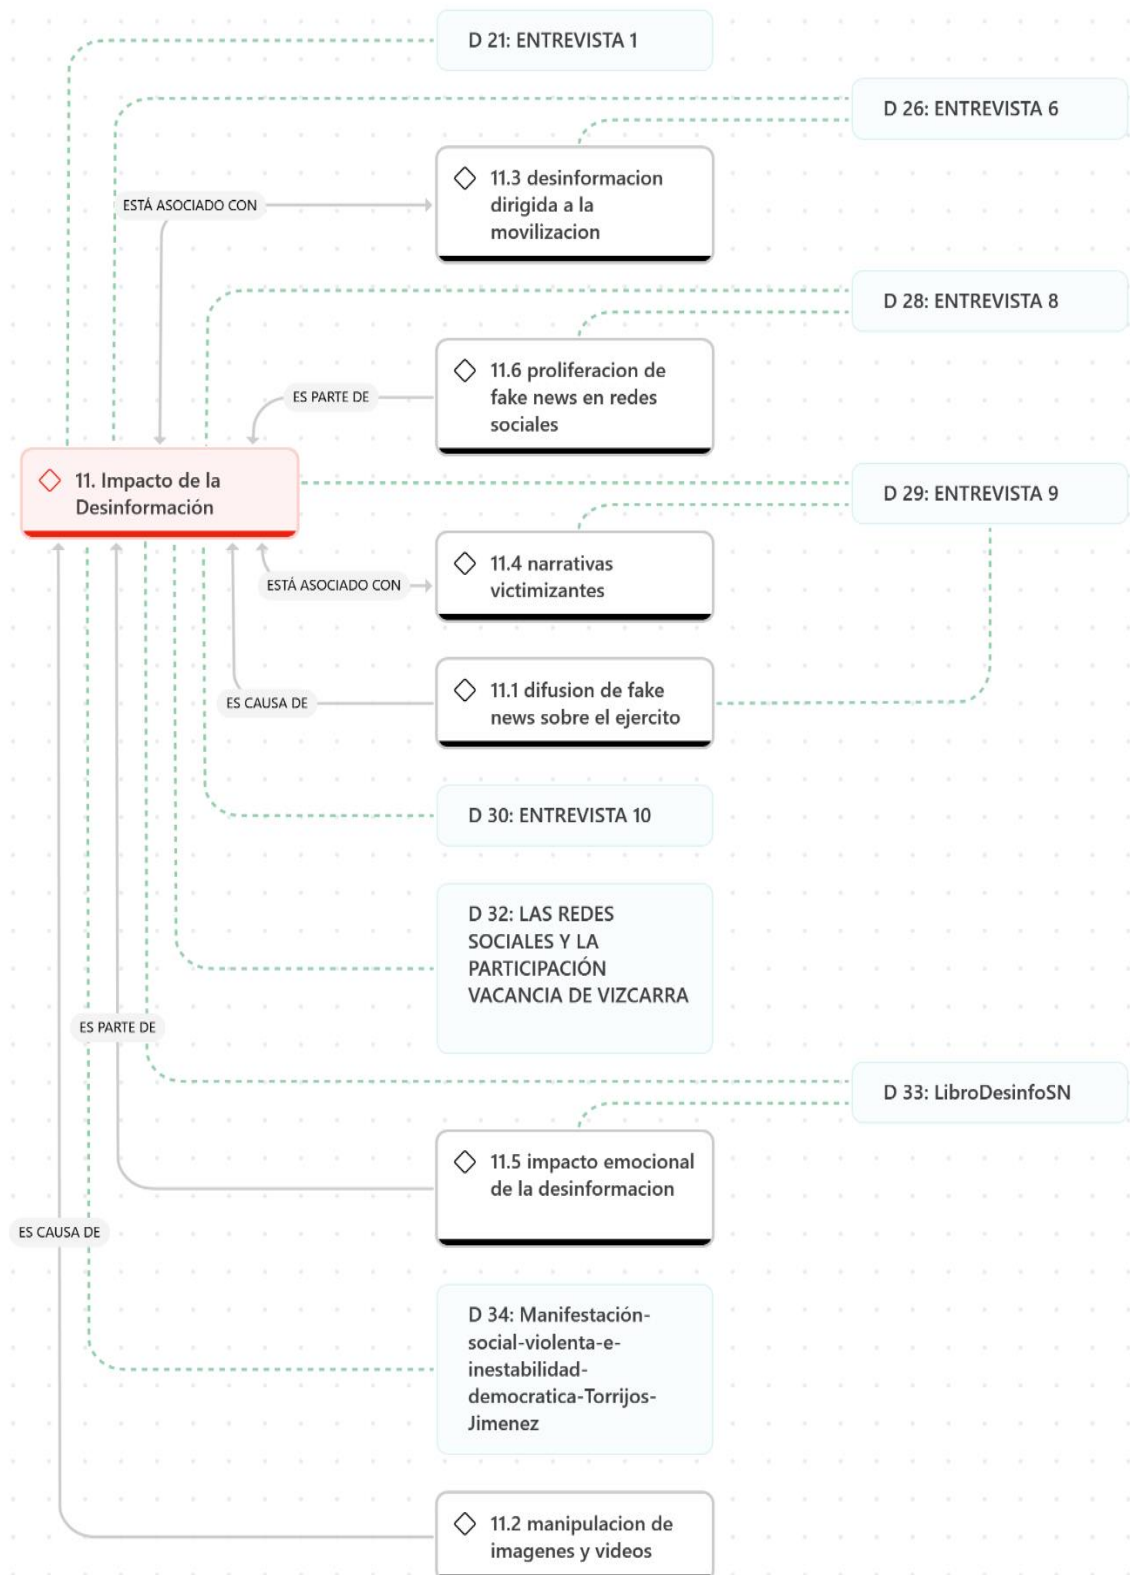 D 21: ENTREVISTA 1
D 26: ENTREVISTA 6
11.3 desinformacion
dirigida a la
movilizacion
ESTÁ ASOCIADO CON
D 28: ENTREVISTA 8
11.6 proliferacion de
fake news en redes
sociales
ES PARTE DE
11. Impacto de la
Desinformación
D 29: ENTREVISTA 9
11.4 narrativas
victimizantes
ESTÁ ASOCIADO CON
11.1 difusion de fake
news sobre el ejercito
ES CAUSA DE
D 30: ENTREVISTA 10
D 32: LAS REDES
SOCIALES Y LA
PARTICIPACIÓN
VACANCIA DE VIZCARRA
ES PARTE DE
D 33: LibroDesinfoSN
11.5 impacto emocional
de la desinformacion
ES CAUSA DE
D 34: Manifestación-
social-violenta-e-
inestabilidad-
democratica-Torrijos-
Jimenez
11.2 manipulacion de
imagenes y videos